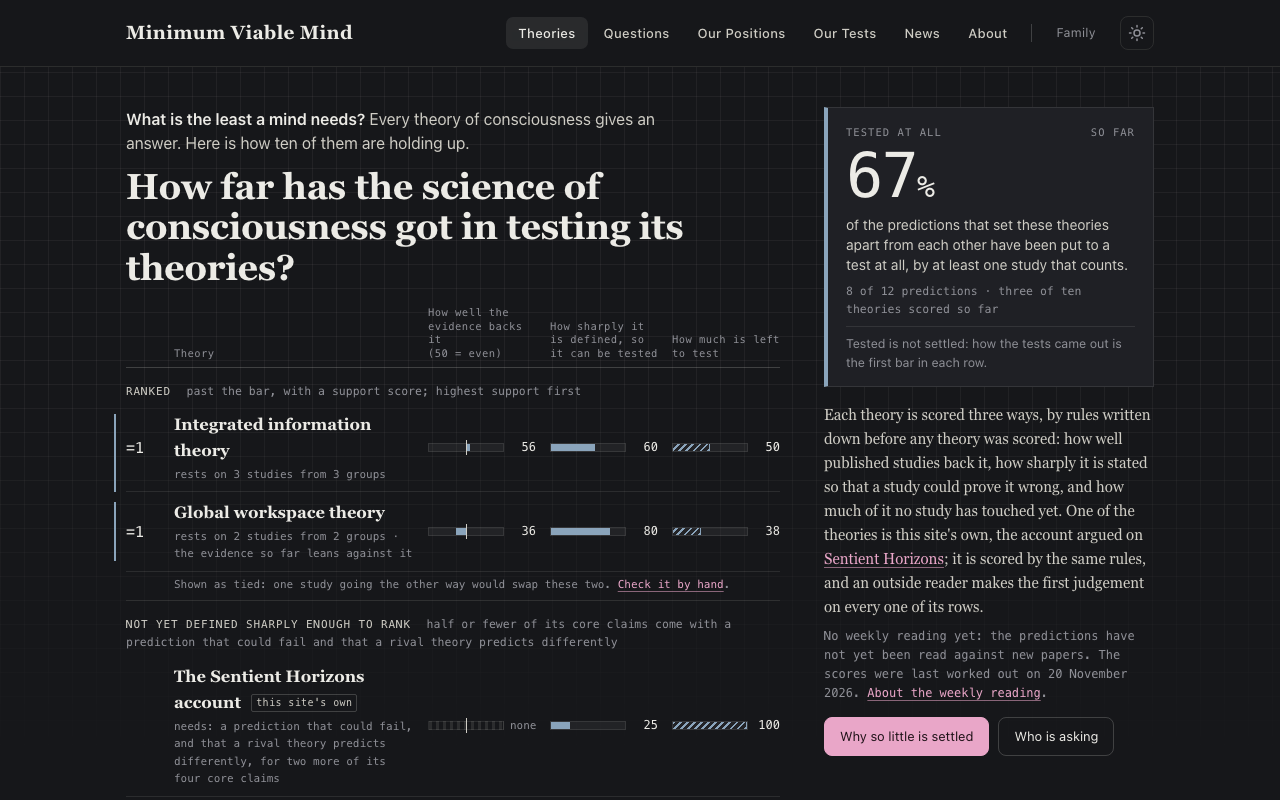 Minimum Viable Mind
Theories
Questions
Our Positions
Our Tests
News
About
Family
What is the least a mind needs? Every theory of consciousness gives an
answer. Here is how ten of them are holding up.
How far has the science of
consciousness got in testing its
theories?
Theory
How well the
evidence backs
it
(50 = even)
How sharply it
is defined, so
it can be tested
How much is left
to test
RANKED past the bar, with a support score; highest support first
=1
Integrated information
theory
rests on 3 studies from 3 groups
56
60
50
=1
Global workspace theory
rests on 2 studies from 2 groups ·
the evidence so far leans against it
36
80
38
Shown as tied: one study going the other way would swap these two. Check it by hand.
NOT YET DEFINED SHARPLY ENOUGH TO RANK half or fewer of its core claims come with a
prediction that could fail and that a rival theory predicts differently
The Sentient Horizons
account this site's own
needs: a prediction that could fail,
and that a rival theory predicts
differently, for two more of its
four core claims
none
25
100
TESTED AT ALL
SO FAR
67%
of the predictions that set these theories
apart from each other have been put to a
test at all, by at least one study that counts.
8 of 12 predictions · three of ten
theories scored so far
Tested is not settled: how the tests came out is
the first bar in each row.
Each theory is scored three ways, by rules written
down before any theory was scored: how well
published studies back it, how sharply it is stated
so that a study could prove it wrong, and how
much of it no study has touched yet. One of the
theories is this site's own, the account argued on
Sentient Horizons; it is scored by the same rules,
and an outside reader makes the first judgement
on every one of its rows.
No weekly reading yet: the predictions have
not yet been read against new papers. The
scores were last worked out on 20 November
2026. About the weekly reading.
Why so little is settled
Who is asking